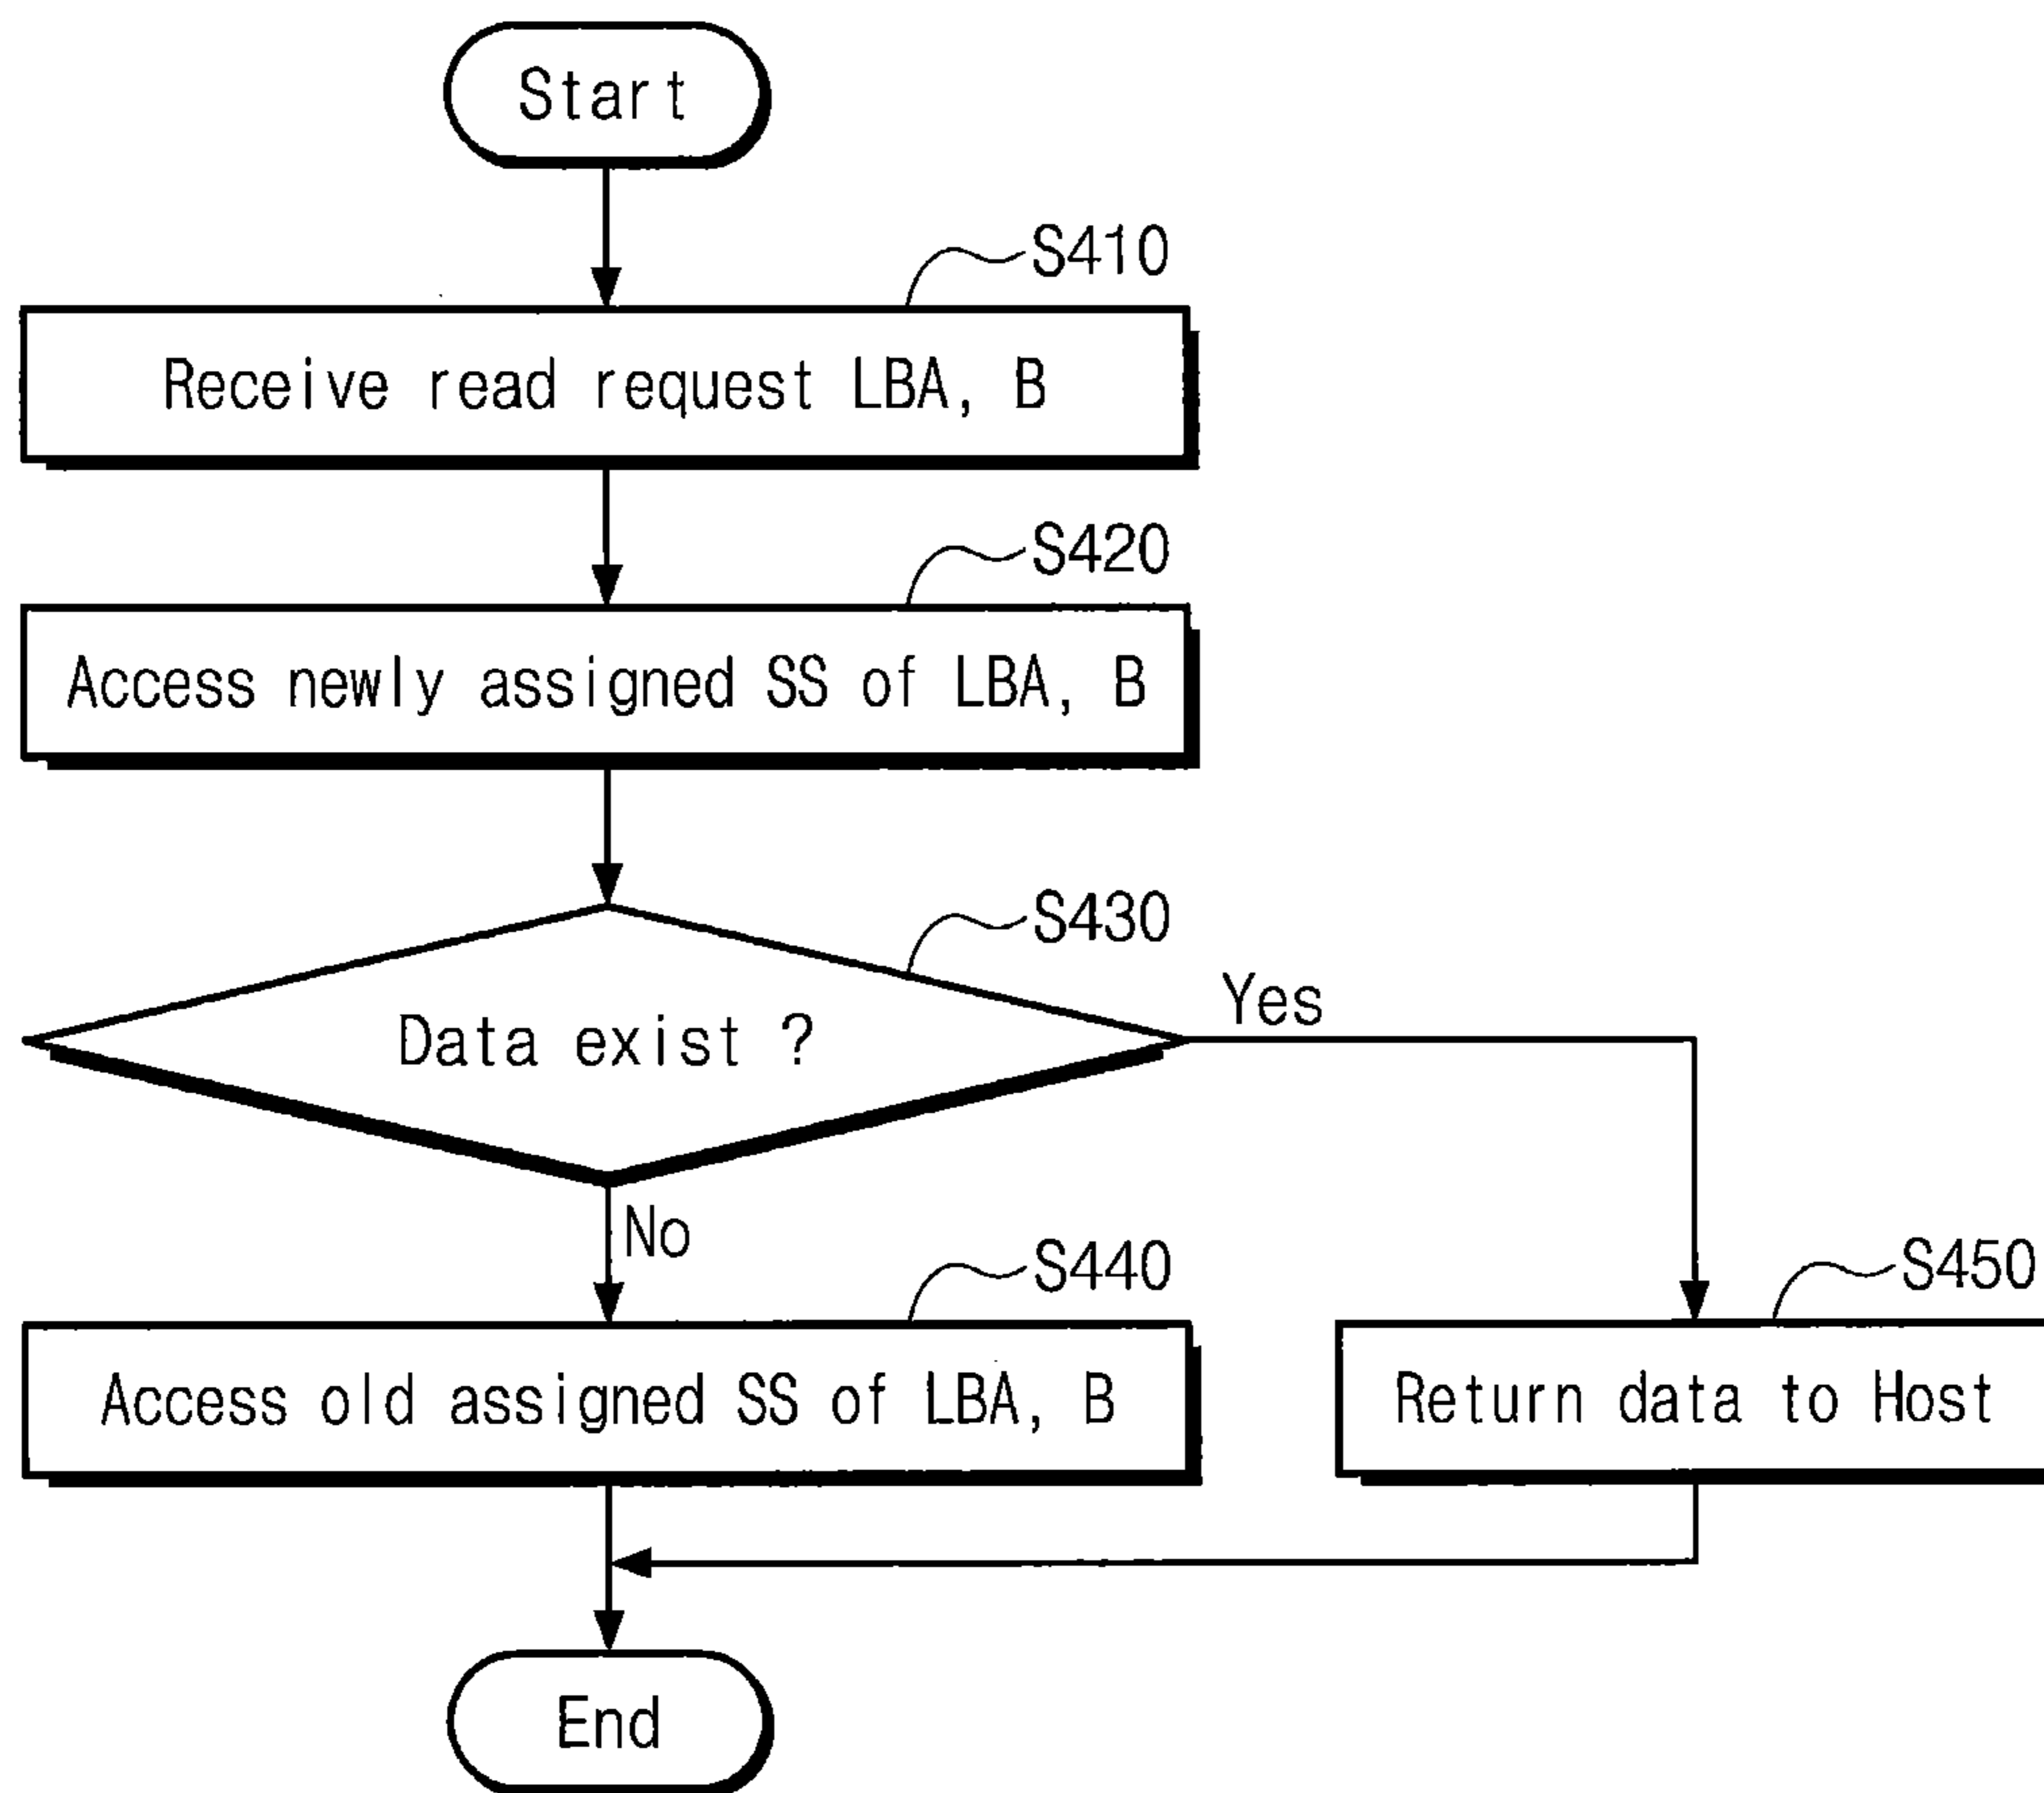 Start
S410
Receive read request LBA, B
S420
Access newly assigned SS of LBA, B
S430
Data exist ?
Yes
No
S440
Access old assigned SS of LBA, B
S450
Return data to Host
End